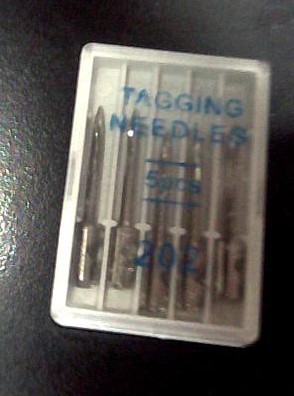 TAGGING
NEEDLES
5pcs
202